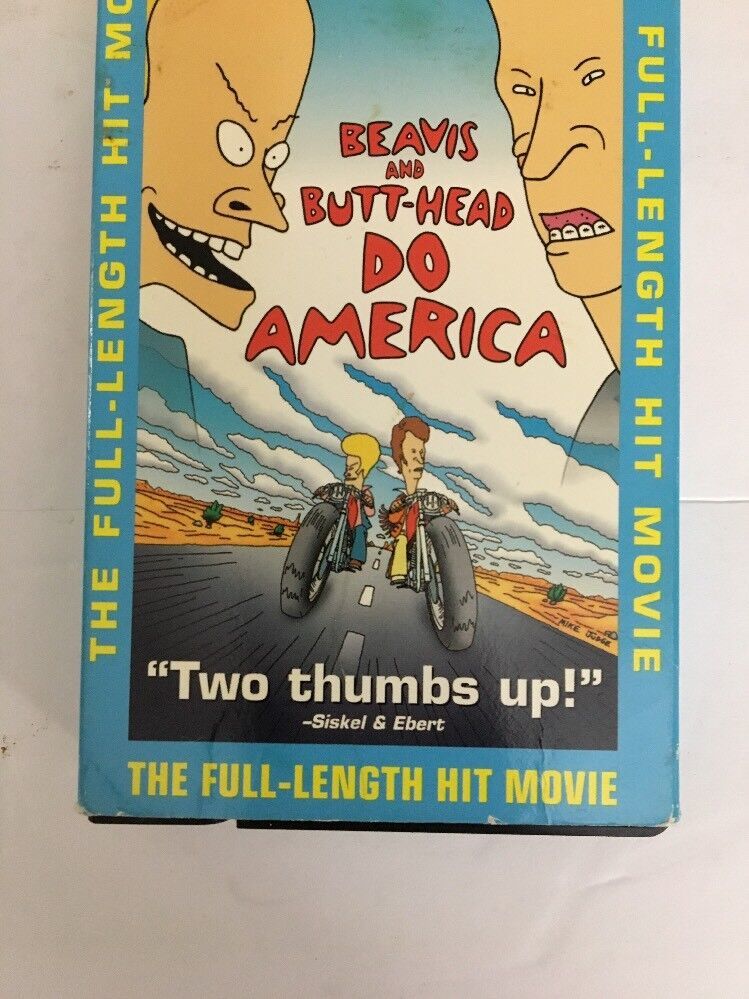 THE FULL-LENGTH HIT MO
BEAVIS
AND
BUTT-HEAD
DO
AMERICA
FULL-LENGTH HIT MOVIE
MIKE JUDGE
"Two thumbs up!"
-Siskel & Ebert
THE FULL-LENGTH HIT MOVIE